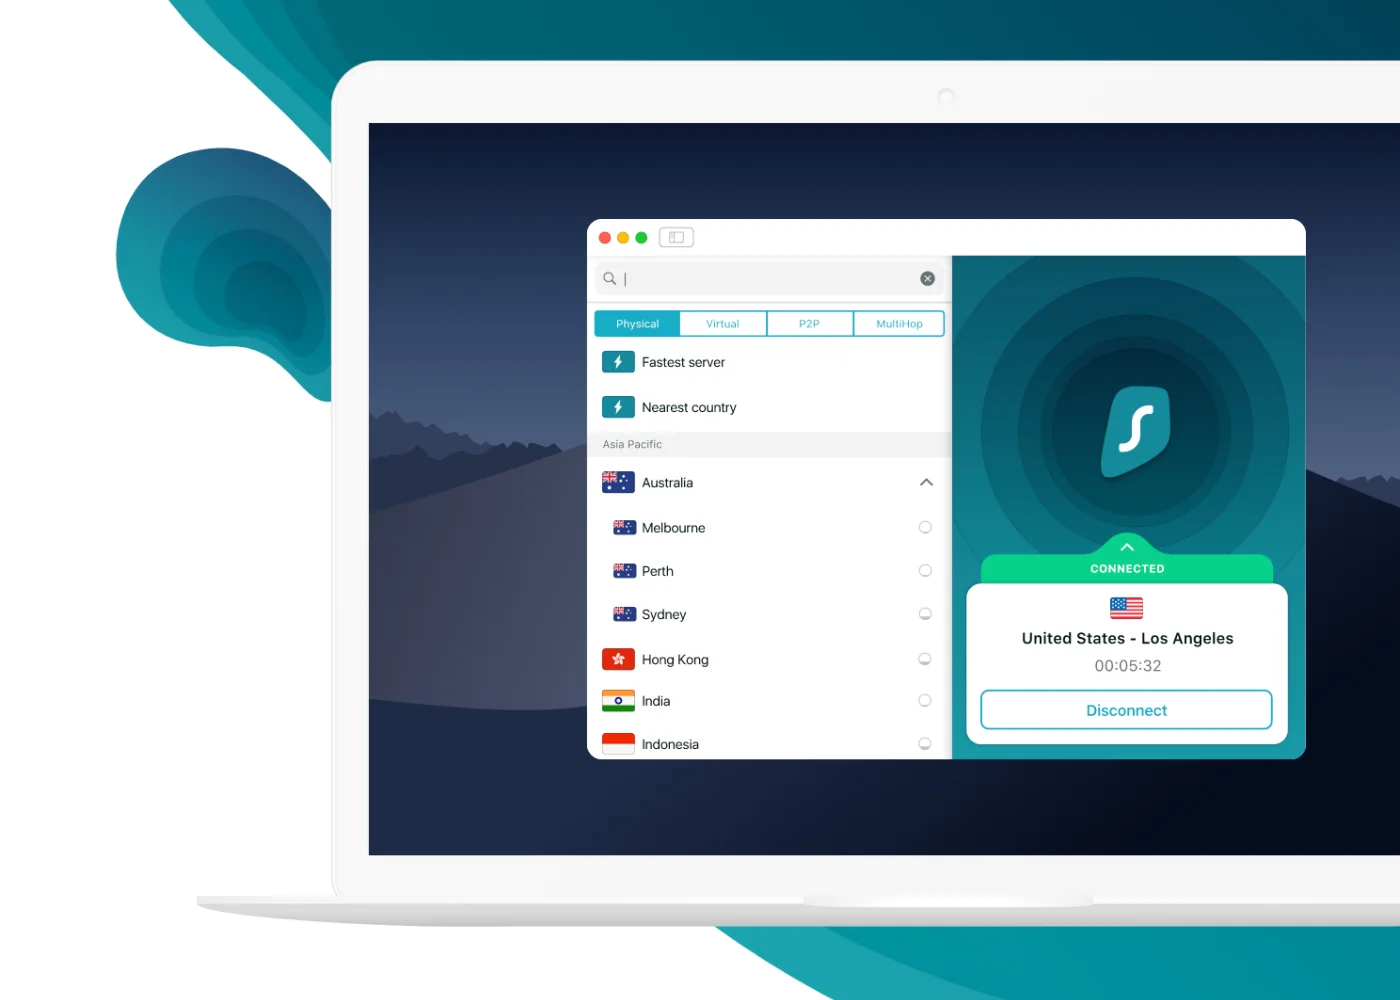 Physical
Virtual
P2P
MultiHop
Fastest server
Nearest country
Asia Pacific
Australia
Melbourne
Perth
Sydney
Hong Kong
India
Indonesia
CONNECTED
United States - Los Angeles
00:05:32
Disconnect